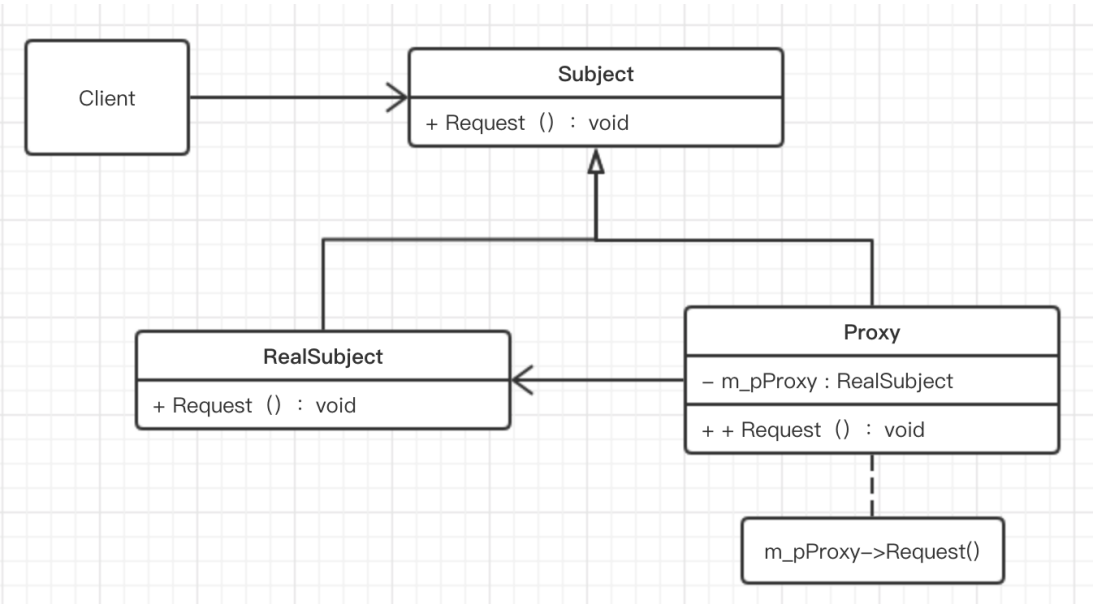 Client
Subject
+ Request （）： void
RealSubject
+ Request （）： void
Proxy
- m_pProxy : RealSubject
+ + Request （）： void
m_pProxy->Request()